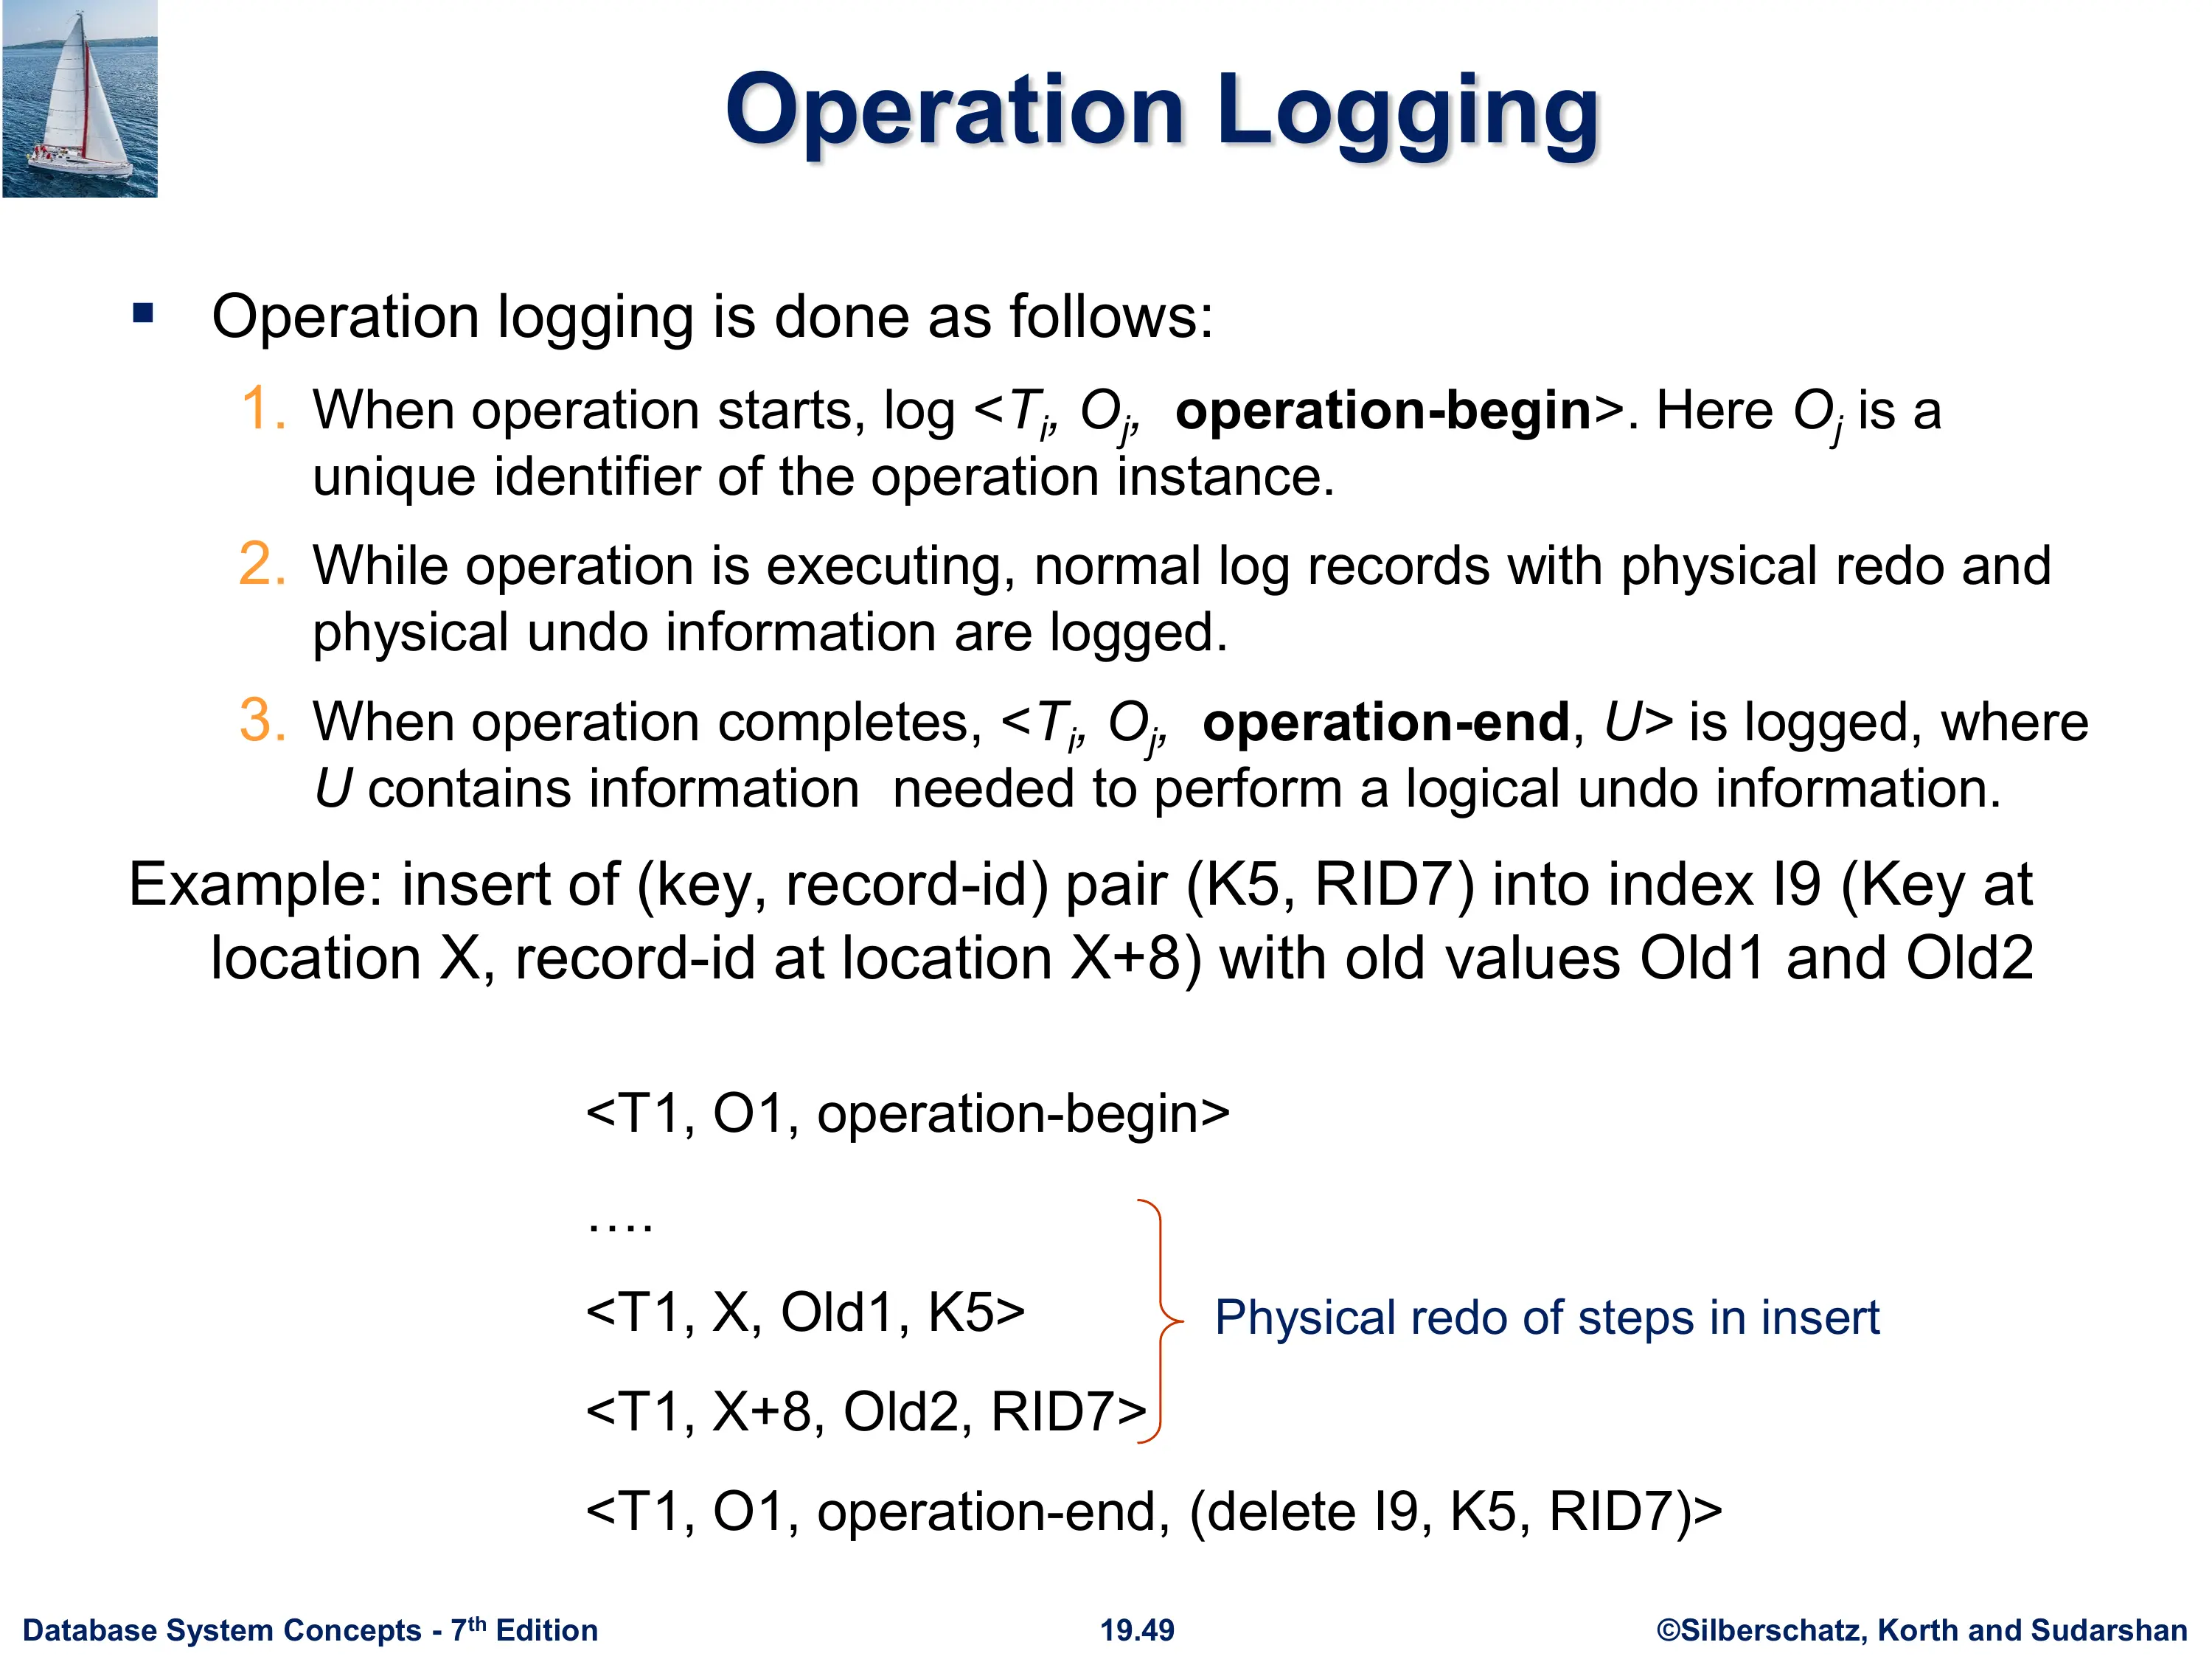 Operation Logging
▪ Operation logging is done as follows:
1. When operation starts, log <Ti, Oj, operation-begin>. Here Oj is a
unique identifier of the operation instance.
2. While operation is executing, normal log records with physical redo and
physical undo information are logged.
3. When operation completes, <Ti, Oj, operation-end, U> is logged, where
U contains information  needed to perform a logical undo information.
Example: insert of (key, record-id) pair (K5, RID7) into index I9 (Key at
location X, record-id at location X+8) with old values Old1 and Old2
<T1, O1, operation-begin>
….
<T1, X, Old1, K5>
Physical redo of steps in insert
<T1, X+8, Old2, RID7>
<T1, O1, operation-end, (delete I9, K5, RID7)>
Database System Concepts - 7th Edition
19.49
©Silberschatz, Korth and Sudarshan